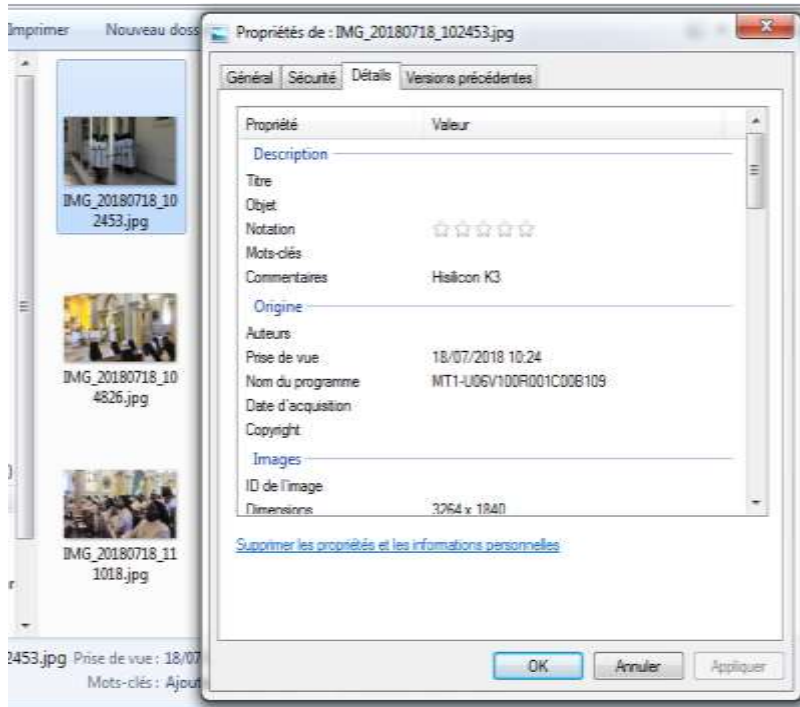 Imprimer Nouveau doss
IMG_20180718_10
2453.jpg
IMG_20180718_10
4826.jpg
IMG_20180718_11
1018.jpg
2453.jpg Prise de vue : 18/07
Mots-clés : Ajout
Propriétés de : IMG_20180718_102453.jpg
Général Sécurité Détails Versions précédentes
Propriété Valeur
Description
Titre
Objet
Notation
Mots-clés
Commentaires Hisilicon K3
Origine
Auteurs
Prise de vue 18/07/2018 10:24
Nom du programme MT1-U06V100R001C00B109
Date d'acquisition
Copyright
Images
ID de l'image
Dimensions 3264 x 1840
Supprimer les propriétés et les informations personnelles
OK Annuler Appliquer